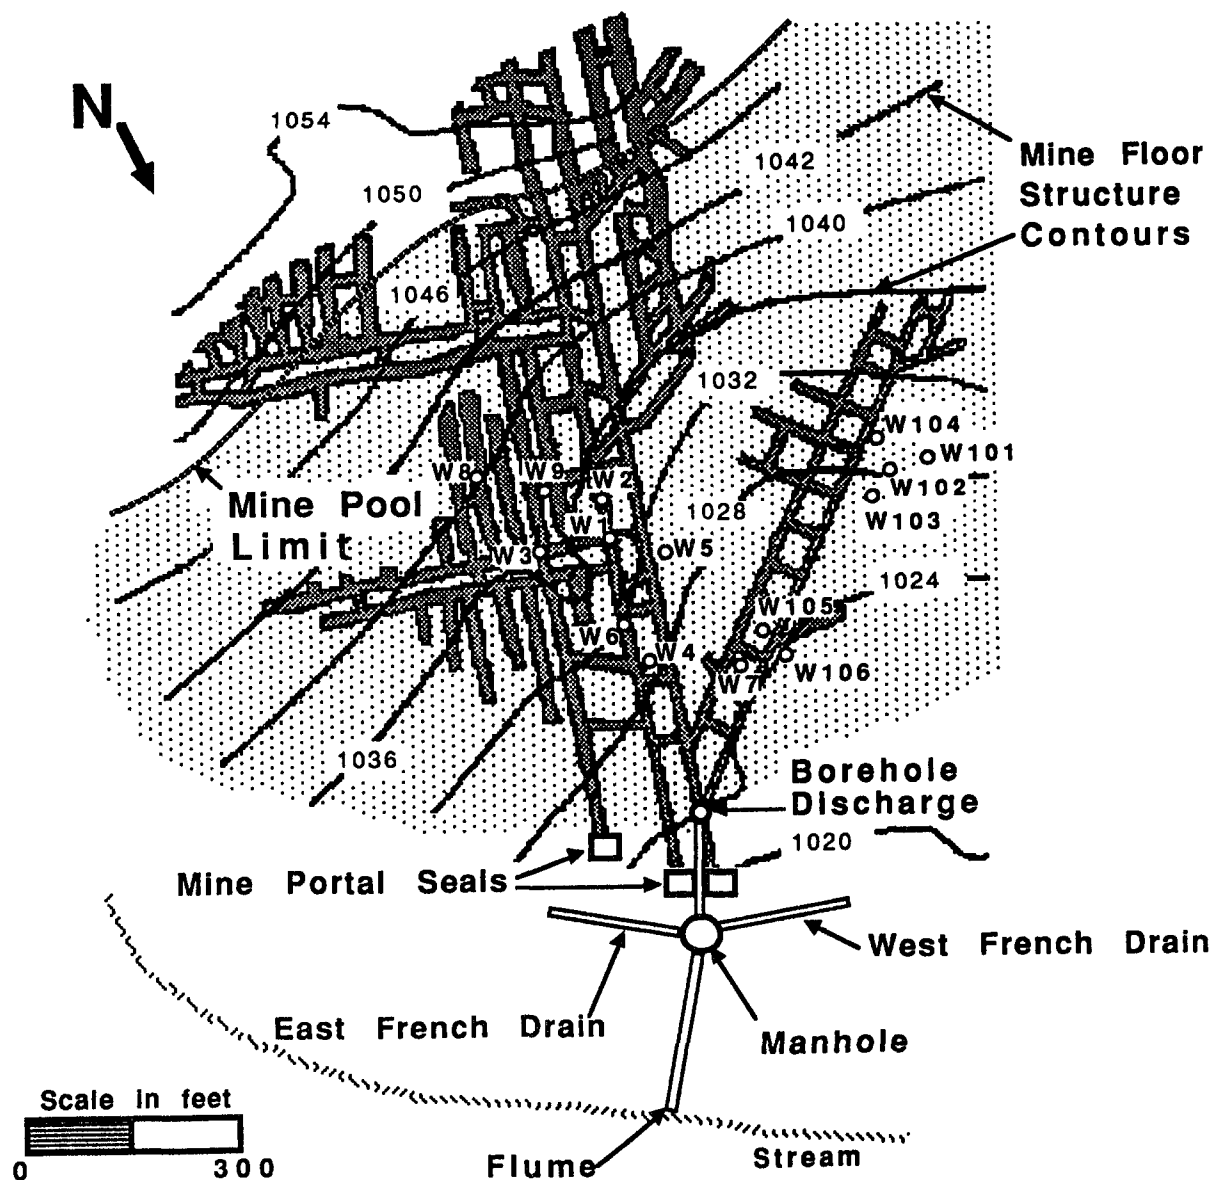 N
1054
1050
1042
Mine Floor
Structure
Contours
1040
1046
1032
W104
W101
W8
W9
W2
W102
Mine Pool
Limit
1028
W103
W
W3
W5
1024
W105
W6
W4
W106
W7
1036
Borehole
Discharge
1020
Mine Portal Seals
West French Drain
East French Drain
Manhole
Scale in feet
0
300
Flume
Stream